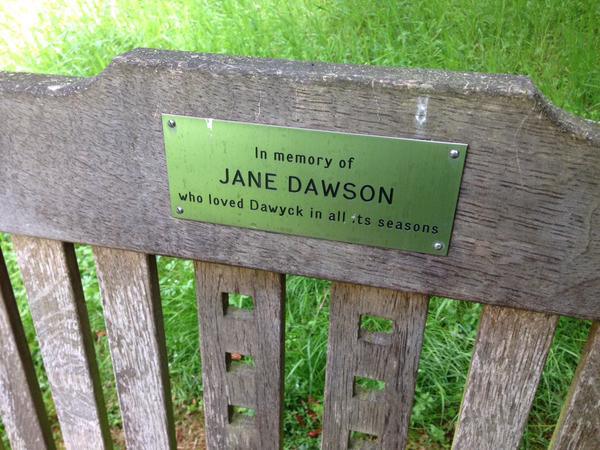 In memory of
JANE DAWSON
who loved Dawyck in all its seasons